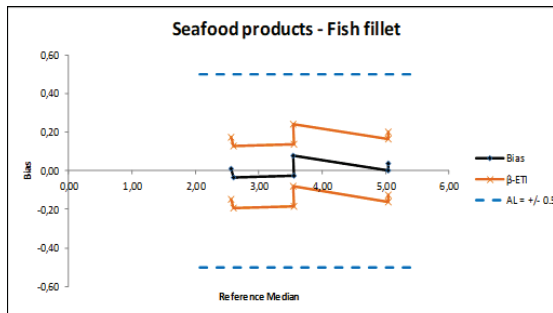 Seafood products - Fish fillet
0,60
0,40
0,20
0,00
-0,20
-0,40
-0,60
0,00 1,00 2,00 3,00 4,00 5,00 6,00
Bias
Reference Median
Bias
β-ETI
AL = +/- 0.5